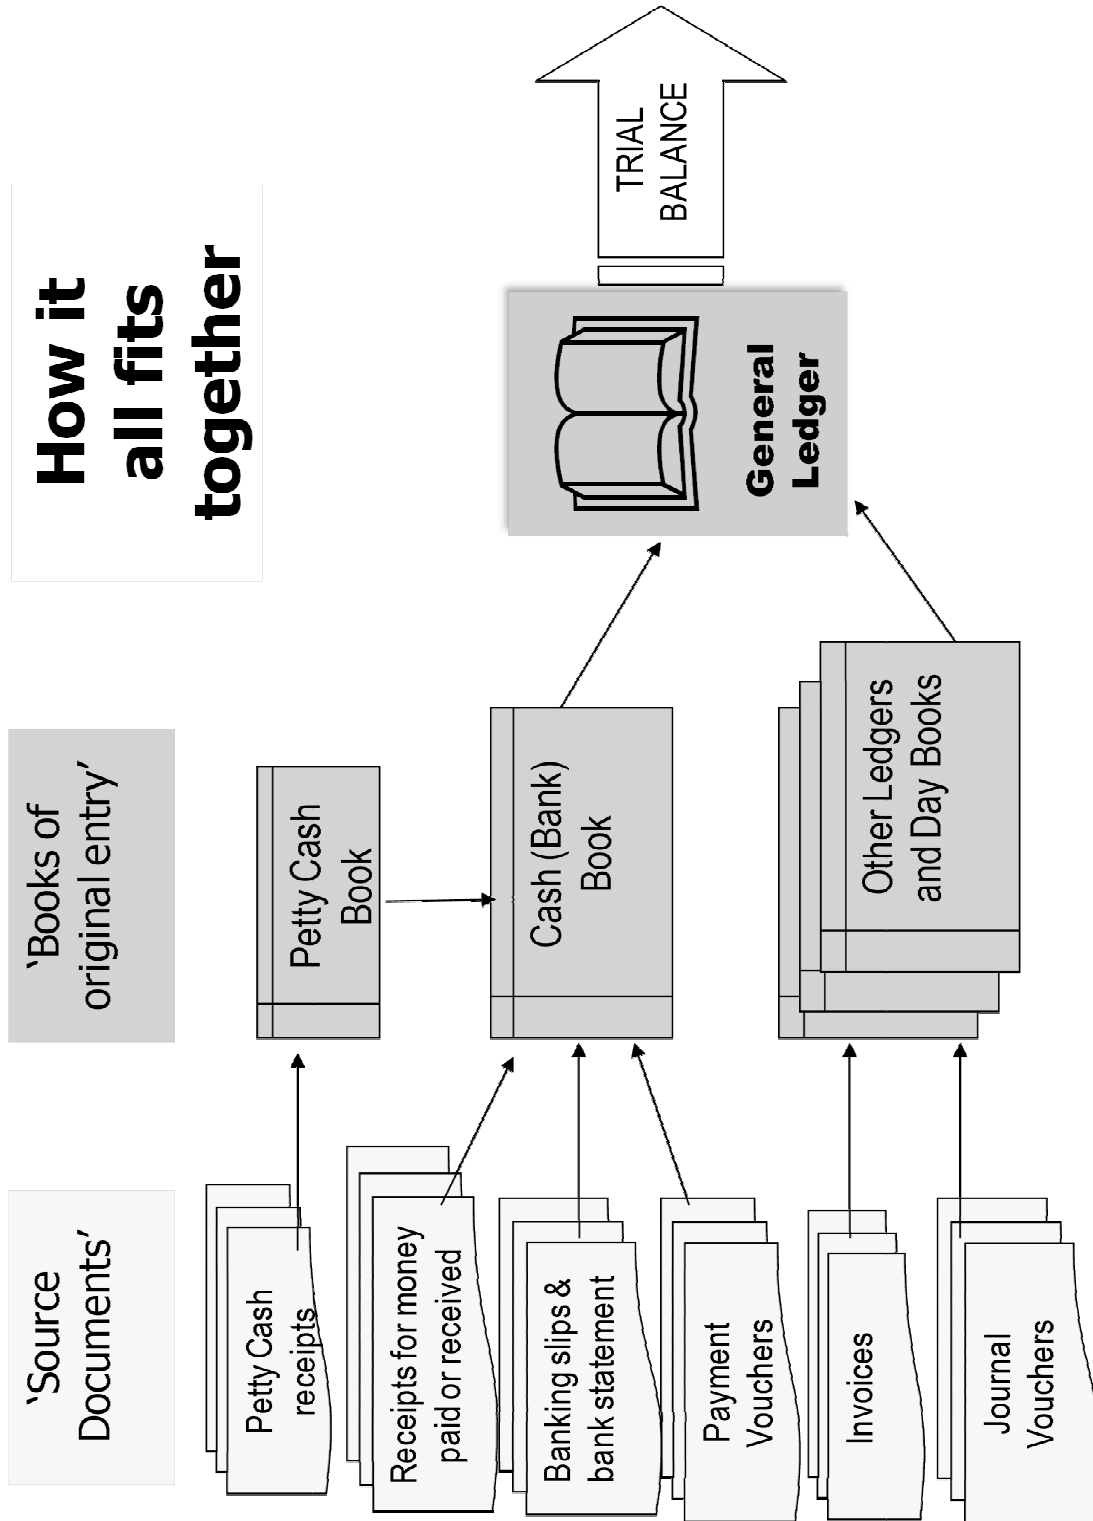 'Source
Documents'
'Books of
original entry'
How it
all fits
together
Petty Cash
receipts
Receipts for money
paid or received
Banking slips &
bank statement
Payment
Vouchers
Invoices
Journal
Vouchers
Petty Cash
Book
Cash (Bank)
Book
Other Ledgers
and Day Books
General
Ledger
TRIAL
BALANCE